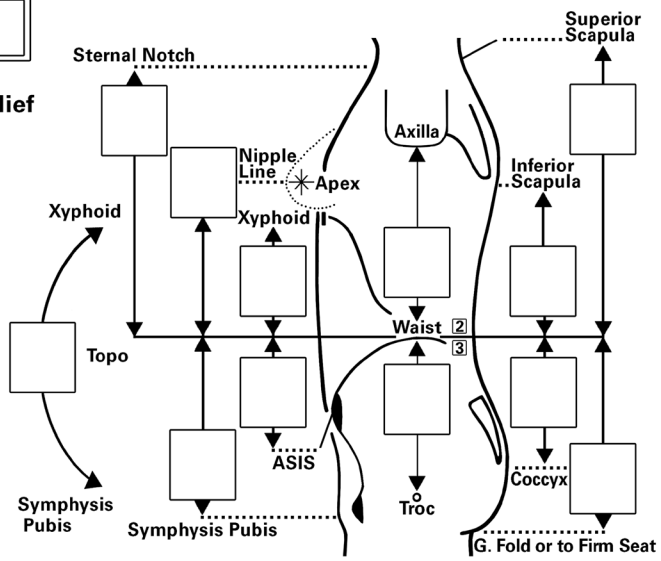 Superior
Scapula
Sternal Notch
lief
Axilla
Nipple
Line
Apex
Inferior
Scapula
Xyphoid
Xyphoid
Waist
2
3
Topo
ASIS
Coccyx
Symphysis
Pubis
Symphysis Pubis
Troc
G. Fold or to Firm Seat